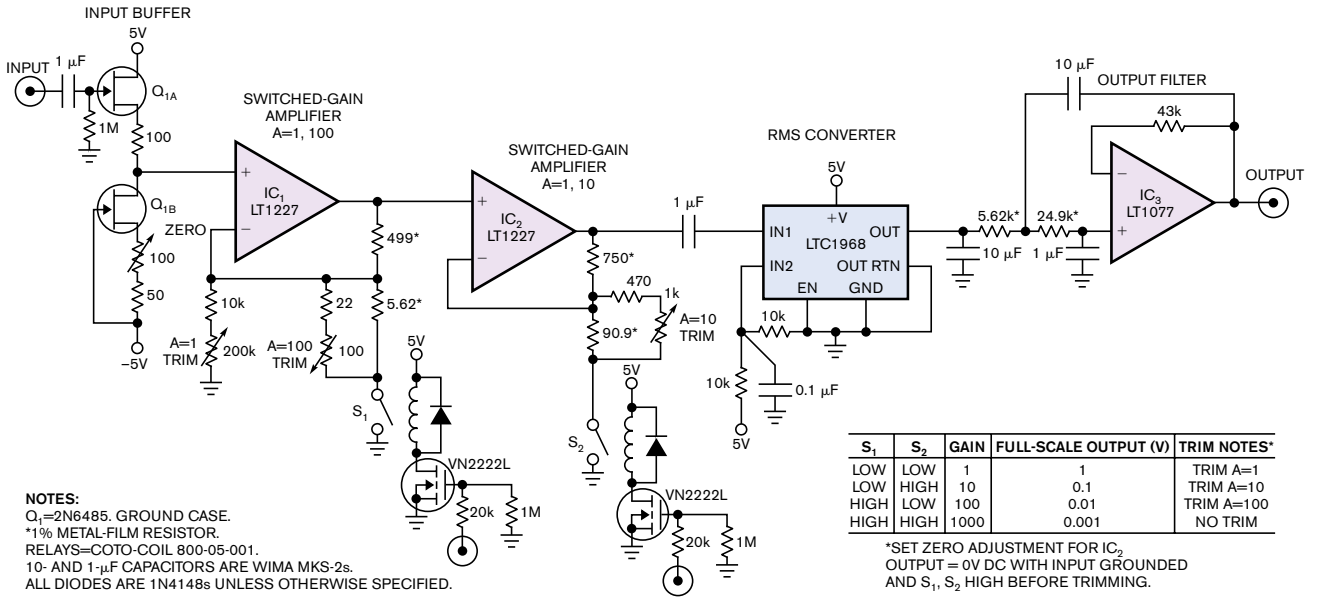 INPUT BUFFER
5V
INPUT
1 µF
Q1A
1M
100
Q1B
ZERO
100
50
–5V
SWITCHED-GAIN
AMPLIFIER
A=1, 100
+
–
IC1
LT1227
499*
10k
22
5.62*
A=1
TRIM
200k
A=100
TRIM
100
S1
5V
VN2222L
20k
1M
SWITCHED-GAIN
AMPLIFIER
A=1, 10
+
–
IC2
LT1227
750*
470
1k
90.9*
A=10
TRIM
S2
5V
VN2222L
20k
1M
1 µF
RMS CONVERTER
5V
+V
IN1
OUT
LTC1968
IN2
OUT RTN
EN
GND
10k
10k
0.1 µF
5V
10 µF
OUTPUT FILTER
43k
5.62k*
24.9k*
10 µF
1 µF
–
+
IC3
LT1077
OUTPUT
S1 S2 GAIN FULL-SCALE OUTPUT (V) TRIM NOTES*
LOW LOW 1 1 TRIM A=1
LOW HIGH 10 0.1 TRIM A=10
HIGH LOW 100 0.01 TRIM A=100
HIGH HIGH 1000 0.001 NO TRIM
*SET ZERO ADJUSTMENT FOR IC2
OUTPUT = 0V DC WITH INPUT GROUNDED
AND S1, S2 HIGH BEFORE TRIMMING.
NOTES:
Q1=2N6485. GROUND CASE.
*1% METAL-FILM RESISTOR.
RELAYS=COTO-COIL 800-05-001.
10- AND 1-µF CAPACITORS ARE WIMA MKS-2s.
ALL DIODES ARE 1N4148s UNLESS OTHERWISE SPECIFIED.